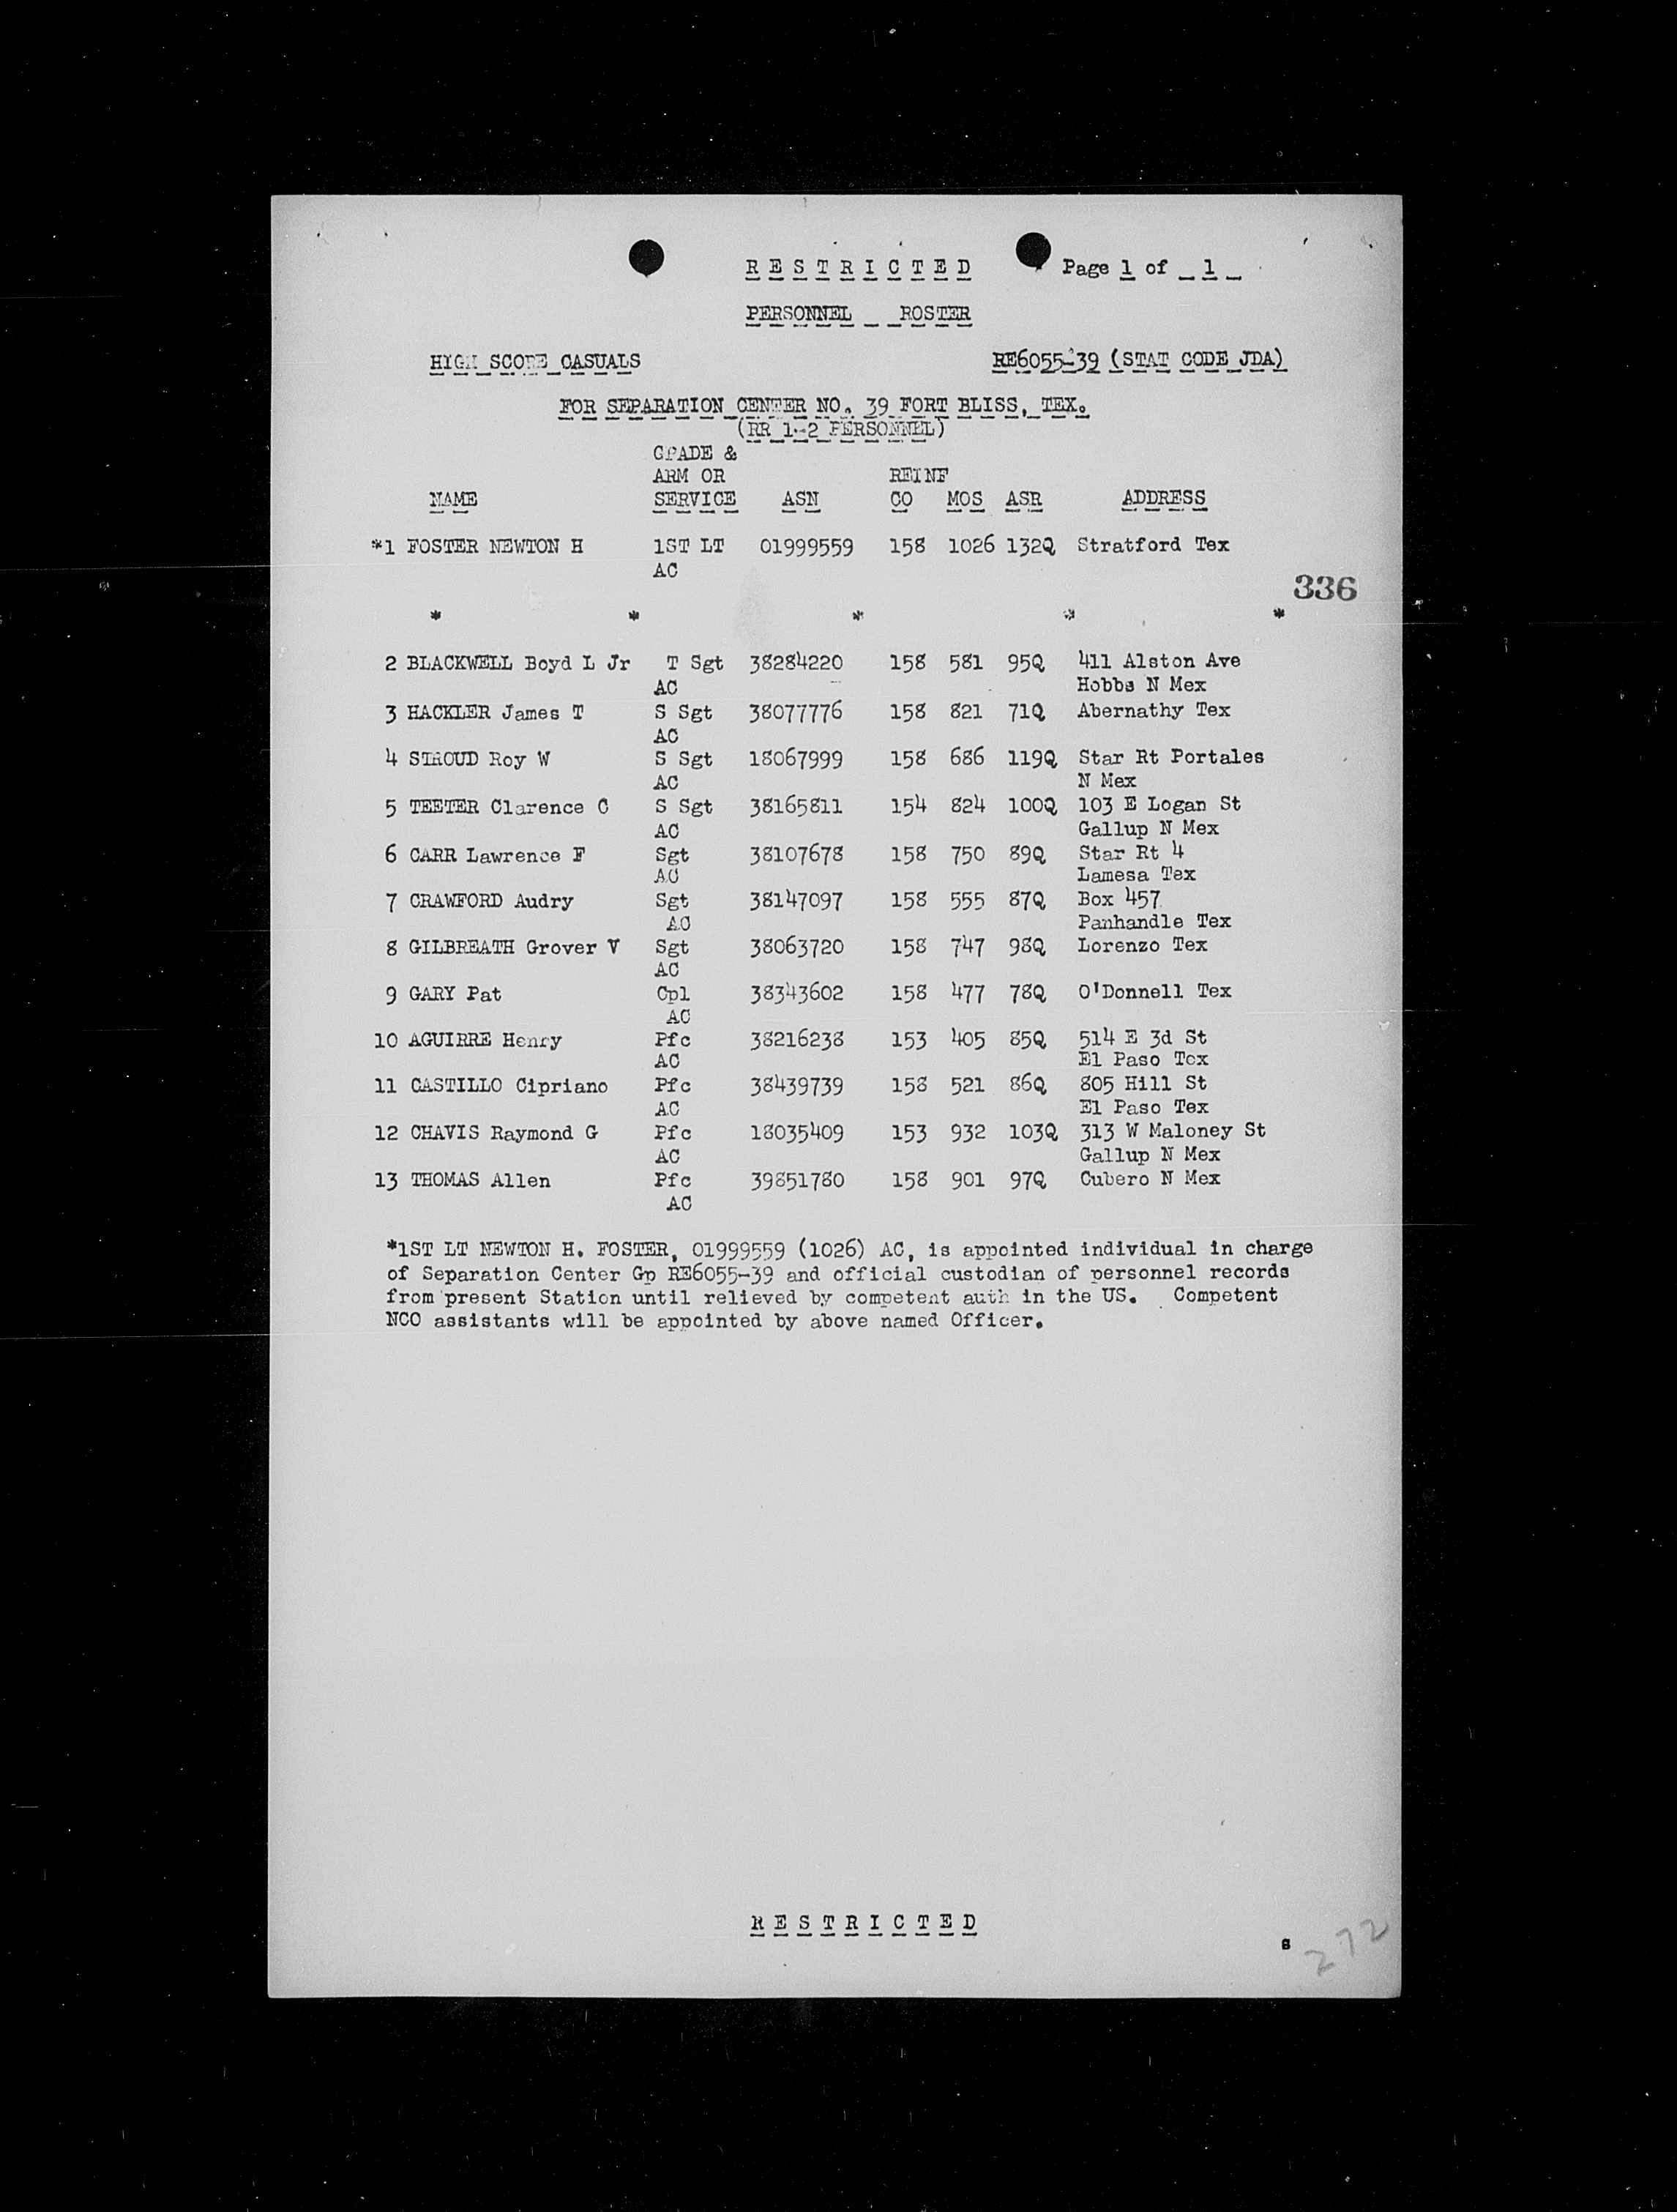 R E S T R I C T E D Page 1 of _ 1 _
PERSONNEL _ _ ROSTER
HIGH SCORE CASUALS RE6055-39 (STAT CODE JDA)
FOR SEPARATION CENTER NO. 39 FORT BLISS, TEX.
(RR 1-2 PERSONNEL)
GRADE &
ARM OR REINF
NAME SERVICE ASN CO MOS ASR ADDRESS
*1 FOSTER NEWTON H 1ST LT 01999559 158 1026 132Q Stratford Tex
AC
336
* * * * *
2 BLACKWELL Boyd L Jr T Sgt 38284220 158 581 95Q 411 Alston Ave
AC Hobbs N Mex
3 HACKLER James T S Sgt 38077776 158 821 71Q Abernathy Tex
AC
4 STROUD Roy W S Sgt 18067999 158 686 119Q Star Rt Portales
AC N Mex
5 TEETER Clarence C S Sgt 38165811 154 824 100Q 103 E Logan St
AC Gallup N Mex
6 CARR Lawrence F Sgt 38107678 158 750 89Q Star Rt 4
AC Lamesa Tex
7 CRAWFORD Audry Sgt 38147097 158 555 87Q Box 457
AC Panhandle Tex
8 GILBREATH Grover V Sgt 38063720 158 747 98Q Lorenzo Tex
AC
9 GARY Pat Cpl 38343602 158 477 78Q O'Donnell Tex
AC
10 AGUIRRE Henry Pfc 38216238 153 405 85Q 514 E 3d St
AC El Paso Tex
11 CASTILLO Cipriano Pfc 38439739 158 521 86Q 805 Hill St
AC El Paso Tex
12 CHAVIS Raymond G Pfc 18035409 153 932 103Q 313 W Maloney St
AC Gallup N Mex
13 THOMAS Allen Pfc 39851780 158 901 97Q Cubero N Mex
AC
*1ST LT NEWTON H. FOSTER, 01999559 (1026) AC, is appointed individual in charge
of Separation Center Gp RE6055-39 and official custodian of personnel records
from present Station until relieved by competent auth in the US. Competent
NCO assistants will be appointed by above named Officer.
R E S T R I C T E D
s 272